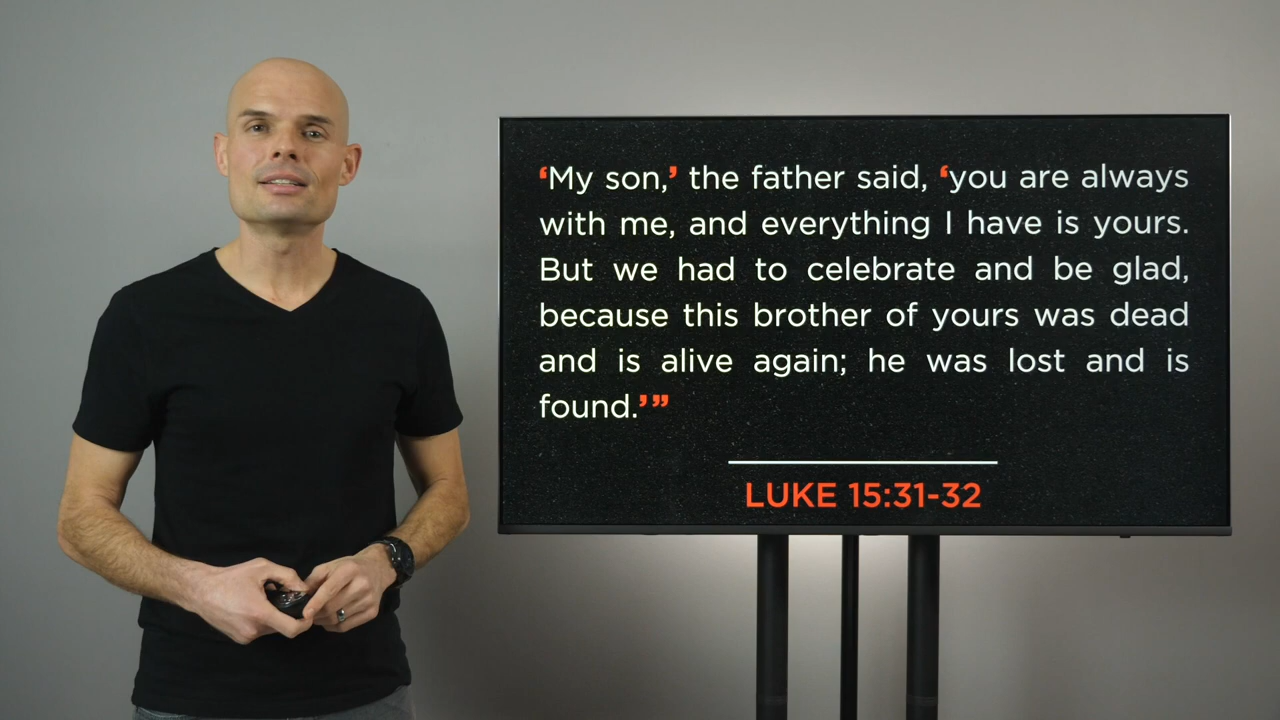 ‘My son,’ the father said, ‘you are always
with me, and everything I have is yours.
But we had to celebrate and be glad,
because this brother of yours was dead
and is alive again; he was lost and is
found.’”
LUKE 15:31-32